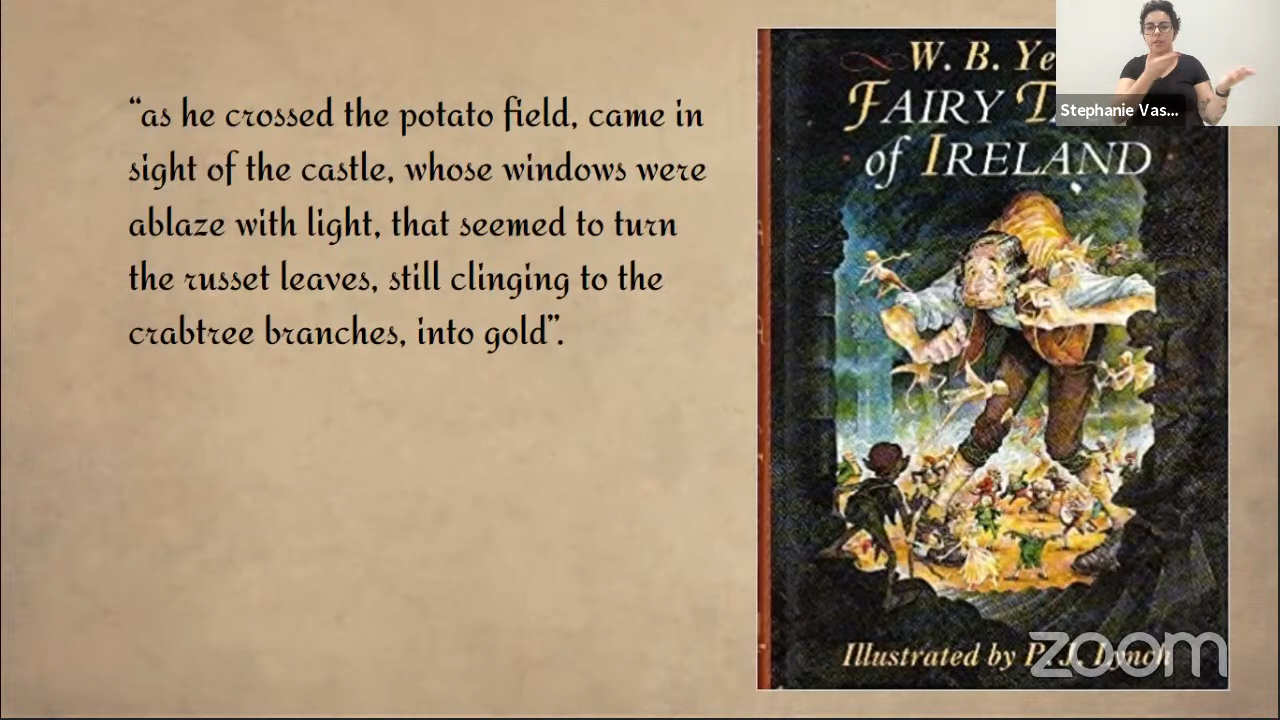 “as he crossed the potato field, came in
sight of the castle, whose windows were
ablaze with light, that seemed to turn
the russet leaves, still clinging to the
crabtree branches, into gold”.
W. B. Ye
FAIRY T
of IRELAND
Illustrated by P. J. Lynch
Stephanie Vas...
zoom